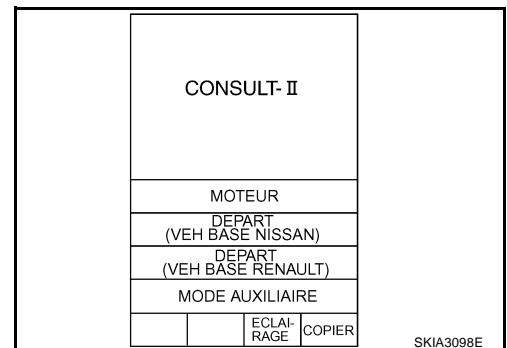 CONSULT- II
MOTEUR
DEPART
(VEH BASE NISSAN)
DEPART
(VEH BASE RENAULT)
MODE AUXILIAIRE
ECLAI-
RAGE
COPIER
SKIA3098E